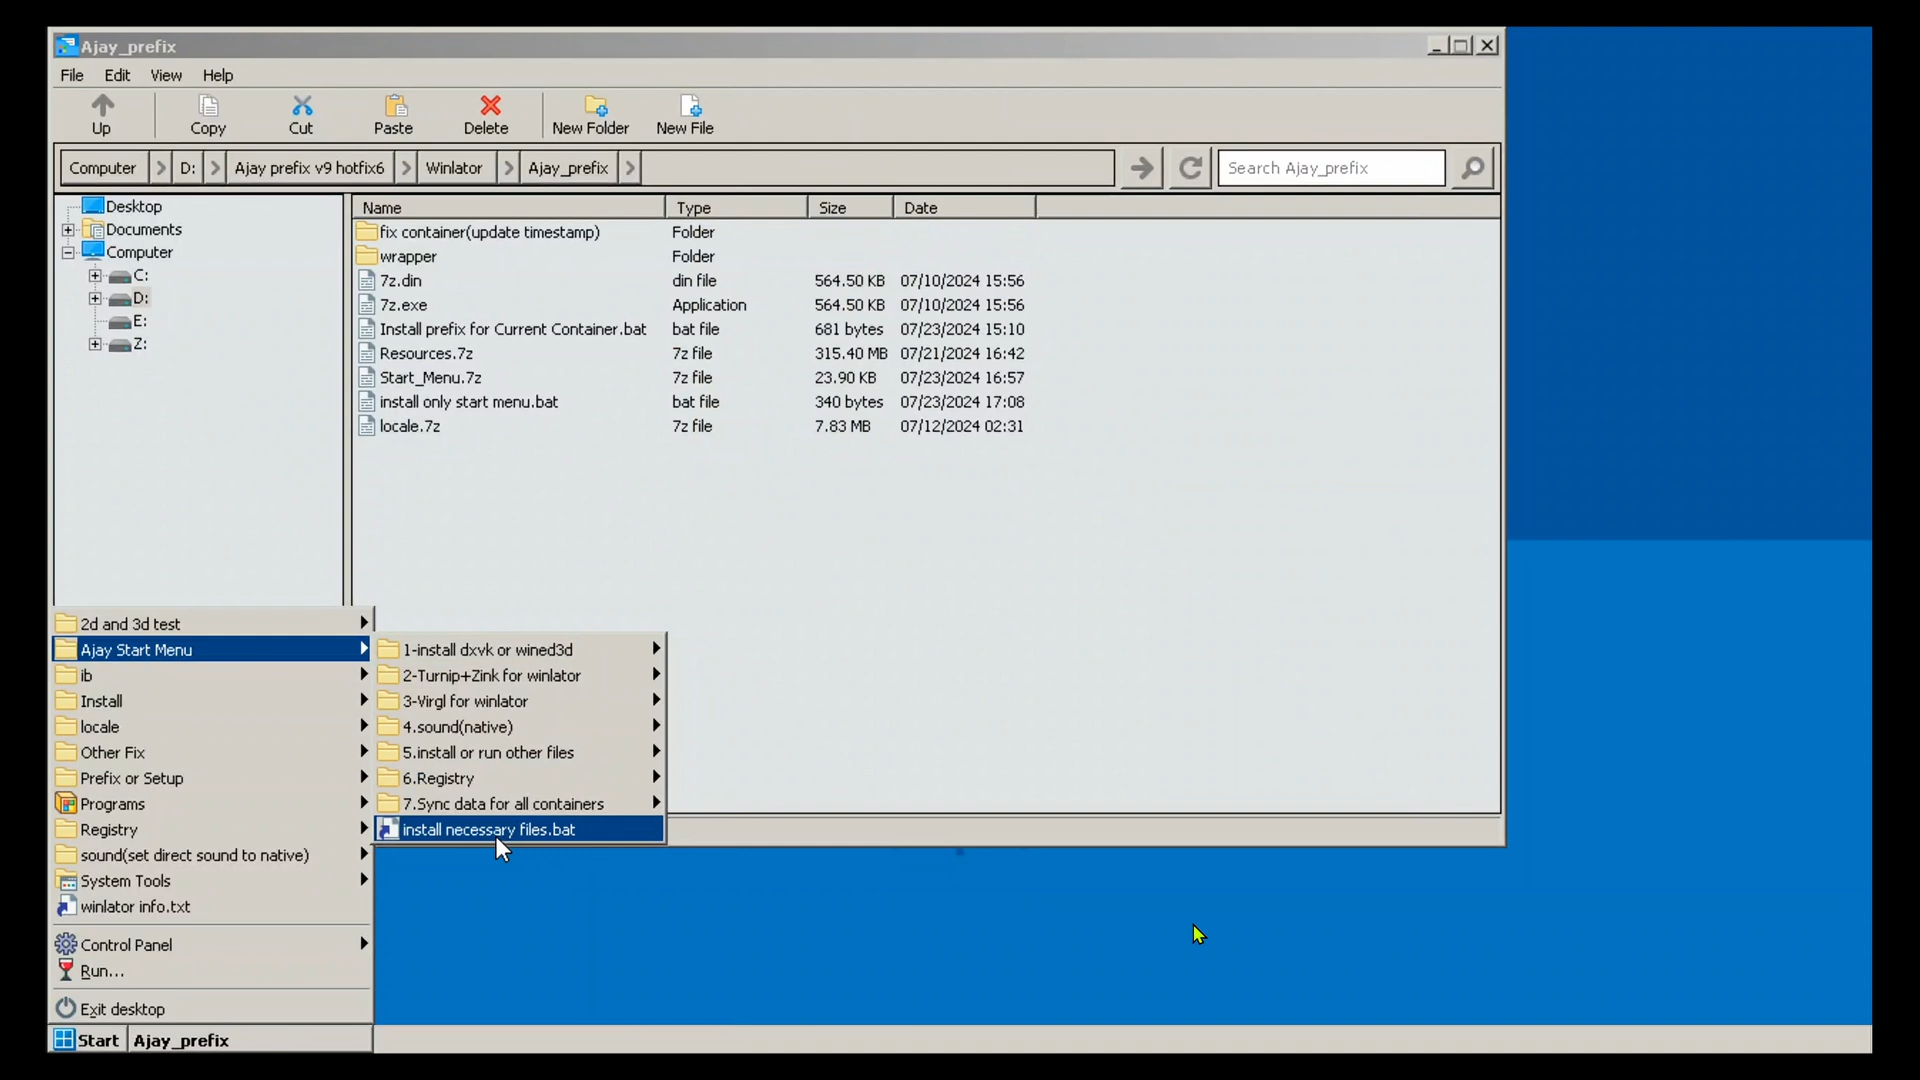 Ajay_prefix
File Edit View Help
Up Copy Cut Paste Delete New Folder New File
Computer D: Ajay prefix v9 hotfix6 Winlator Ajay_prefix Search Ajay_prefix
Desktop
Documents
Computer
C:
D:
E:
Z:
Name Type Size Date
fix container(update timestamp) Folder
wrapper Folder
7z.din din file 564.50 KB 07/10/2024 15:56
7z.exe Application 564.50 KB 07/10/2024 15:56
Install prefix for Current Container.bat bat file 681 bytes 07/23/2024 15:10
Resources.7z 7z file 315.40 MB 07/21/2024 16:42
Start_Menu.7z 7z file 23.90 KB 07/23/2024 16:57
install only start menu.bat bat file 340 bytes 07/23/2024 17:08
locale.7z 7z file 7.83 MB 07/12/2024 02:31
2d and 3d test
Ajay Start Menu
ib
Install
locale
Other Fix
Prefix or Setup
Programs
Registry
sound(set direct sound to native)
System Tools
winlator info.txt
Control Panel
Run...
Exit desktop
1-install dxvk or wined3d
2-Turnip+Zink for winlator
3-Virgl for winlator
4.sound(native)
5.install or run other files
6.Registry
7.Sync data for all containers
install necessary files.bat
Start Ajay_prefix